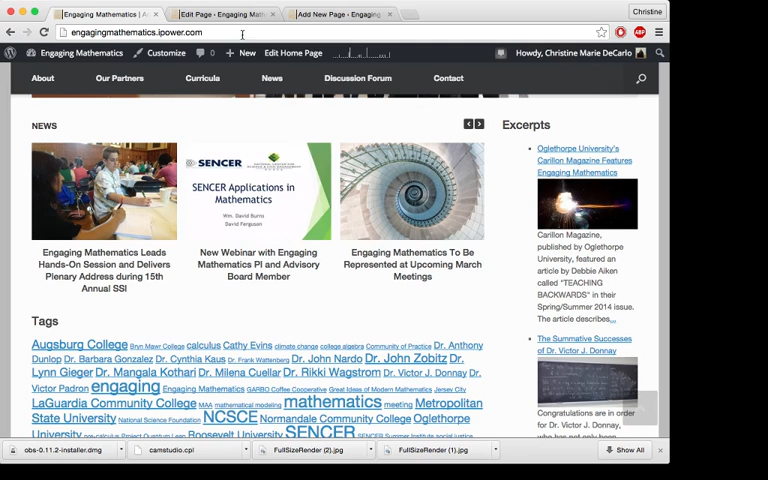 Engaging Mathematics | A
Edit Page ‹ Engaging Math
Add New Page ‹ Engaging
Christine
engagingmathematics.ipower.com
ABP
Engaging Mathematics
Customize
0
New
Edit Home Page
Howdy, Christine Marie DeCarlo
About
Our Partners
Curricula
News
Discussion Forum
Contact
NEWS
Excerpts
SENCER
SENCER Applications in
Mathematics
Wm. David Burns
David Ferguson
Engaging Mathematics Leads
Hands-On Session and Delivers
Plenary Address during 15th
Annual SSI
New Webinar with Engaging
Mathematics PI and Advisory
Board Member
Engaging Mathematics To Be
Represented at Upcoming March
Meetings
Oglethorpe University's
Carillon Magazine Features
Engaging Mathematics
Carillon Magazine,
published by Oglethorpe
University, featured an
article by Debbie Aiken
called "TEACHING
BACKWARDS" in their
Spring/Summer 2014 issue.
The article describes...
The Summative Successes
of Dr. Victor J. Donnay
Congratulations are in order
for Dr. Victor J. Donnay,
Tags
Augsburg College Bryn Mawr College calculus Cathy Evins climate change college algebra Community of Practice Dr. Anthony
Dunlop Dr. Barbara Gonzalez Dr. Cynthia Kaus Dr. Frank Wattenberg Dr. John Nardo Dr. John Zobitz Dr.
Lynn Gieger Dr. Mangala Kothari Dr. Milena Cuellar Dr. Rikki Wagstrom Dr. Victor J. Donnay Dr.
Victor Padron engaging Engaging Mathematics GARBO Coffee Cooperative Great Ideas of Modern Mathematics Jersey City
LaGuardia Community College MAA mathematical modeling mathematics meeting Metropolitan
State University National Science Foundation NCSCE Normandale Community College Oglethorpe
University pre-calculus Project Quantum Leap Roosevelt University SENCER SENCER Summer Institute social justice
obs-0.11.2-installer.dmg
camstudio.cpl
FullSizeRender (2).jpg
FullSizeRender (1).jpg
Show All